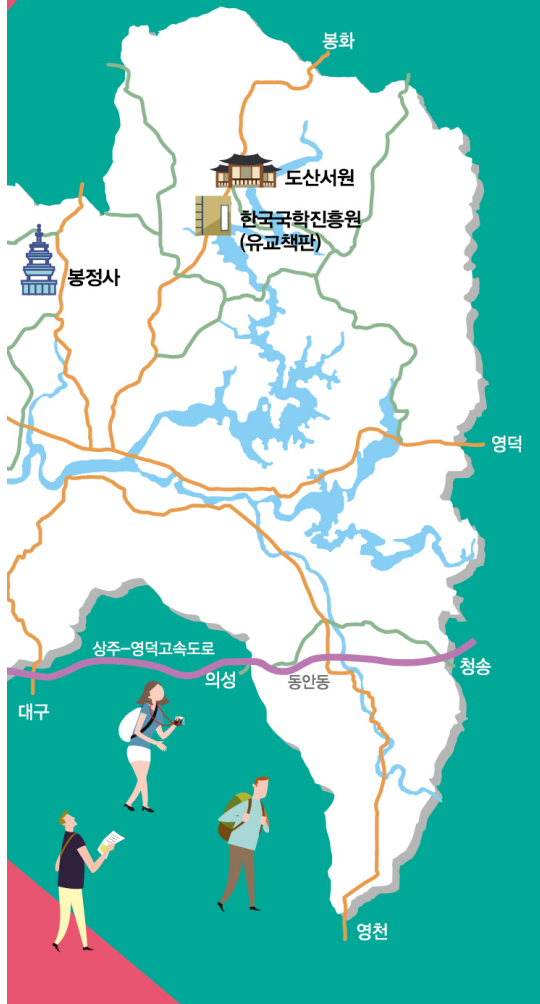 봉화
도산서원
한국국학진흥원
(유교책판)
봉정사
영덕
상주–영덕고속도로
의성
동안동
청송
대구
영천